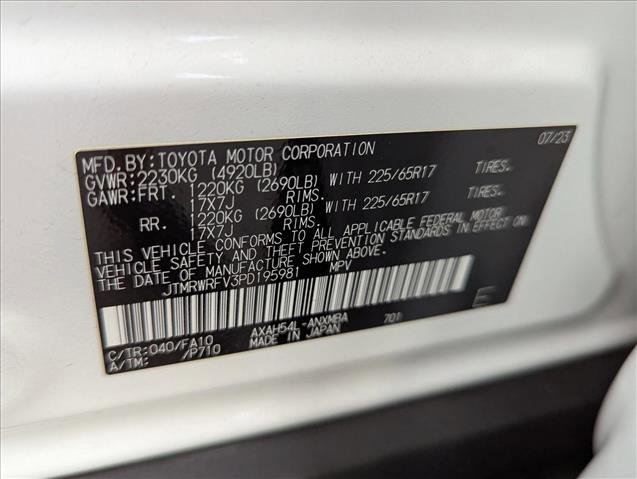 07/23
MFD.BY:TOYOTA MOTOR CORPORATION
GVWR:2230KG (4920LB)
GAWR:FRT. 1220KG (2690LB) WITH 225/65R17 TIRES.
17X7J RIMS.
RR. 1220KG (2690LB) WITH 225/65R17 TIRES.
17X7J RIMS.
THIS VEHICLE CONFORMS TO ALL APPLICABLE FEDERAL MOTOR
VEHICLE SAFETY AND THEFT PREVENTION STANDARDS IN EFFECT ON
THE DATE OF MANUFACTURE SHOWN ABOVE.
JTMRWRFV3PD195981 MPV
C/TR:040/FA10 AXAH54L-ANXMBA 701
A/TM: /P710 MADE IN JAPAN